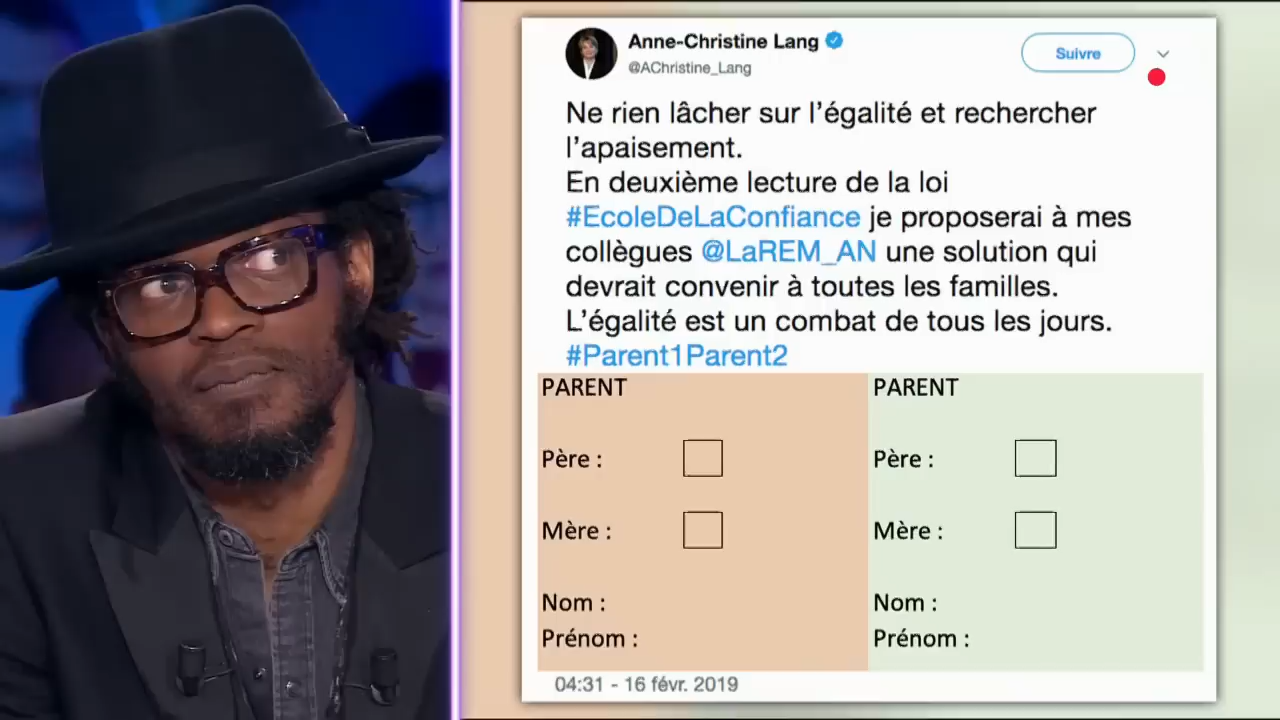 Anne-Christine Lang
@AChristine_Lang
Suivre
Ne rien lâcher sur l'égalité et rechercher
l'apaisement.
En deuxième lecture de la loi
#EcoleDeLaConfiance je proposerai à mes
collègues @LaREM_AN une solution qui
devrait convenir à toutes les familles.
L'égalité est un combat de tous les jours.
#Parent1Parent2
PARENT
Père :
Mère :
Nom :
Prénom :
PARENT
Père :
Mère :
Nom :
Prénom :
04:31 - 16 févr. 2019